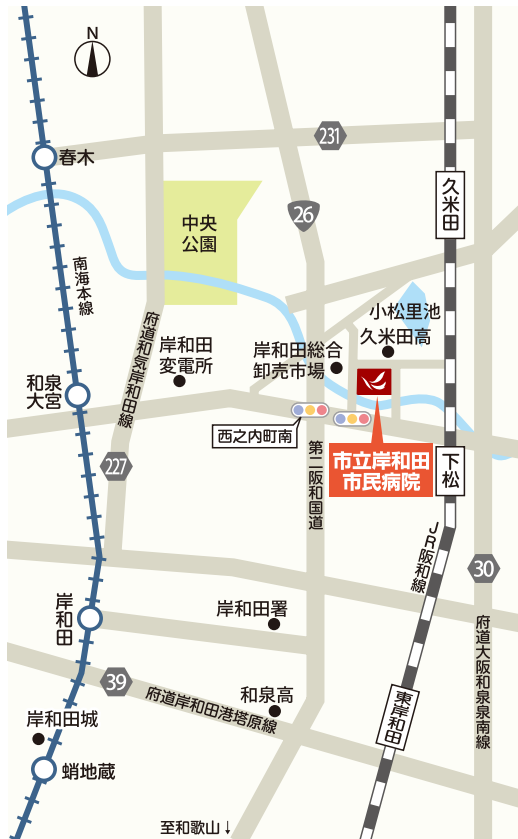 N
231
春木
久米田
26
中央
公園
南海本線
小松里池
府道和気岸和田線
岸和田
変電所
岸和田総合
卸売市場
久米田高
和泉
大宮
西之内町南
第二阪和国道
市立岸和田
市民病院
下松
227
JR阪和線
30
岸和田
岸和田署
府道大阪和泉泉南線
39
府道岸和田港塔原線
和泉高
東岸和田
岸和田城
蛸地蔵
至和歌山↓